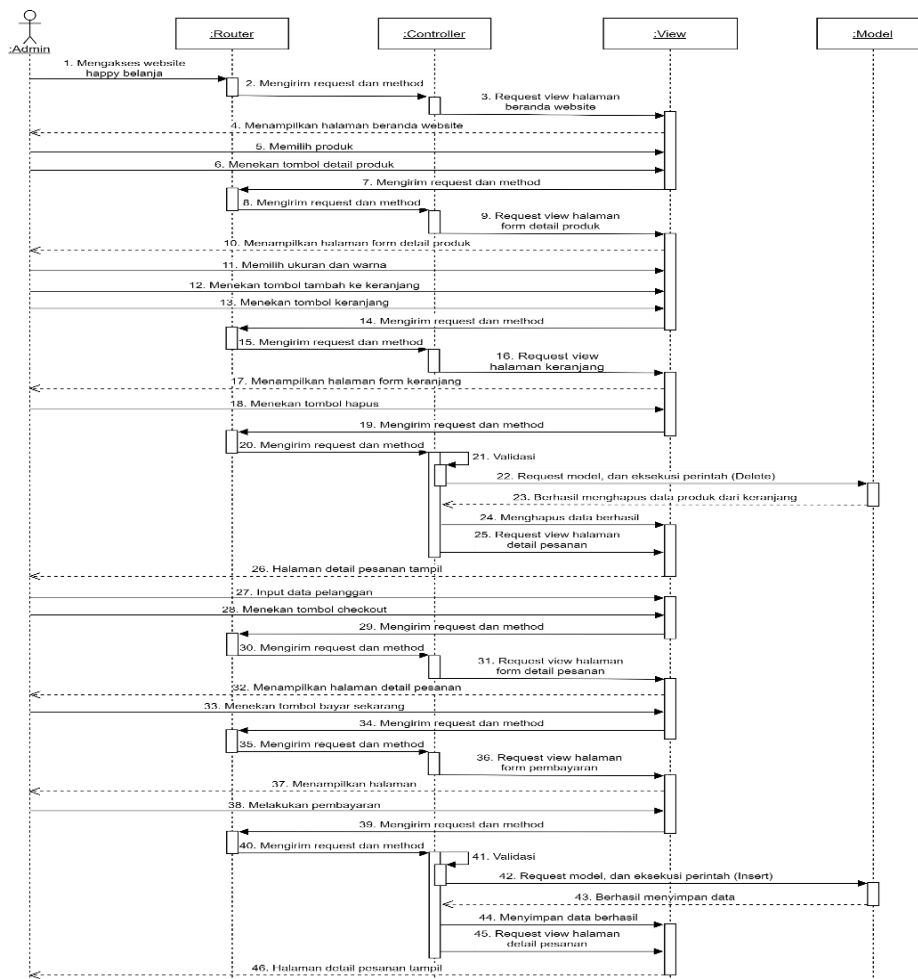 :Admin
:Router
:Controller
:View
:Model
1. Mengakses website
happy belanja
2. Mengirim request dan method
3. Request view halaman
beranda website
4. Menampilkan halaman beranda website
5. Memilih produk
6. Menekan tombol detail produk
7. Mengirim request dan method
8. Mengirim request dan method
9. Request view halaman
form detail produk
10. Menampilkan halaman form detail produk
11. Memilih ukuran dan warna
12. Menekan tombol tambah ke keranjang
13. Menekan tombol keranjang
14. Mengirim request dan method
15. Mengirim request dan method
16. Request view
halaman keranjang
17. Menampilkan halaman form keranjang
18. Menekan tombol hapus
19. Mengirim request dan method
20. Mengirim request dan method
21. Validasi
22. Request model, dan eksekusi perintah (Delete)
23. Berhasil menghapus data produk dari keranjang
24. Menghapus data berhasil
25. Request view halaman
detail pesanan
26. Halaman detail pesanan tampil
27. Input data pelanggan
28. Menekan tombol checkout
29. Mengirim request dan method
30. Mengirim request dan method
31. Request view halaman
form detail pesanan
32. Menampilkan halaman detail pesanan
33. Menekan tombol bayar sekarang
34. Mengirim request dan method
35. Mengirim request dan method
36. Request view halaman
form pembayaran
37. Menampilkan halaman
38. Melakukan pembayaran
39. Mengirim request dan method
40. Mengirim request dan method
41. Validasi
42. Request model, dan eksekusi perintah (Insert)
43. Berhasil menyimpan data
44. Menyimpan data berhasil
45. Request view halaman
detail pesanan
46. Halaman detail pesanan tampil